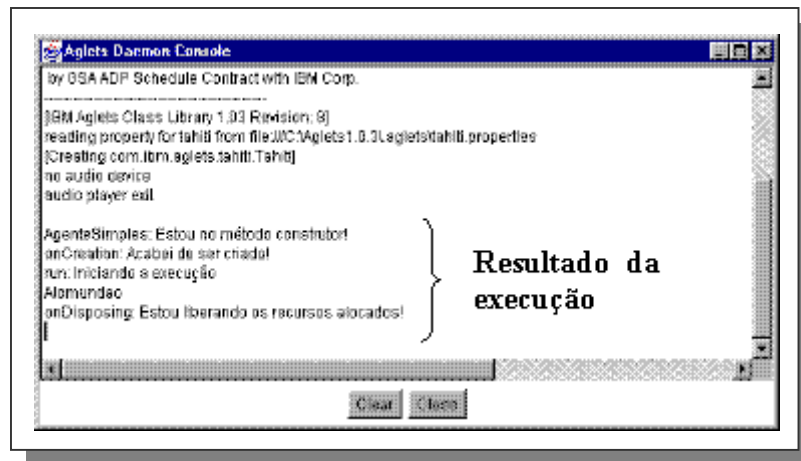 Aglets Daemon Console
by GSA ADP Schedule Contract with IBM Corp.
------------------------------------
[IBM Aglets Class Library 1.03 Revision: 8]
reading property for tahiti from file:///C:\Aglets1.0.3\.aglets\tahiti.properties
[Creating com.ibm.aglets.tahiti.Tahiti]
no audio device
audio player exit
AgenteSimples: Estou no método construtor!
onCreation: Acabei de ser criado!
run: Iniciando a execução
Alomundao
onDisposing: Estou liberando os recursos alocados!
Resultado da
execução
Clear Close